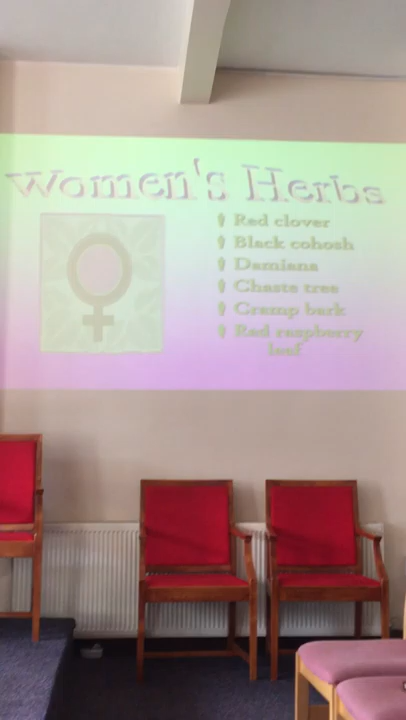 Women's Herbs
Red clover
Black cohosh
Damiana
Chaste tree
Cramp bark
Red raspberry
leaf